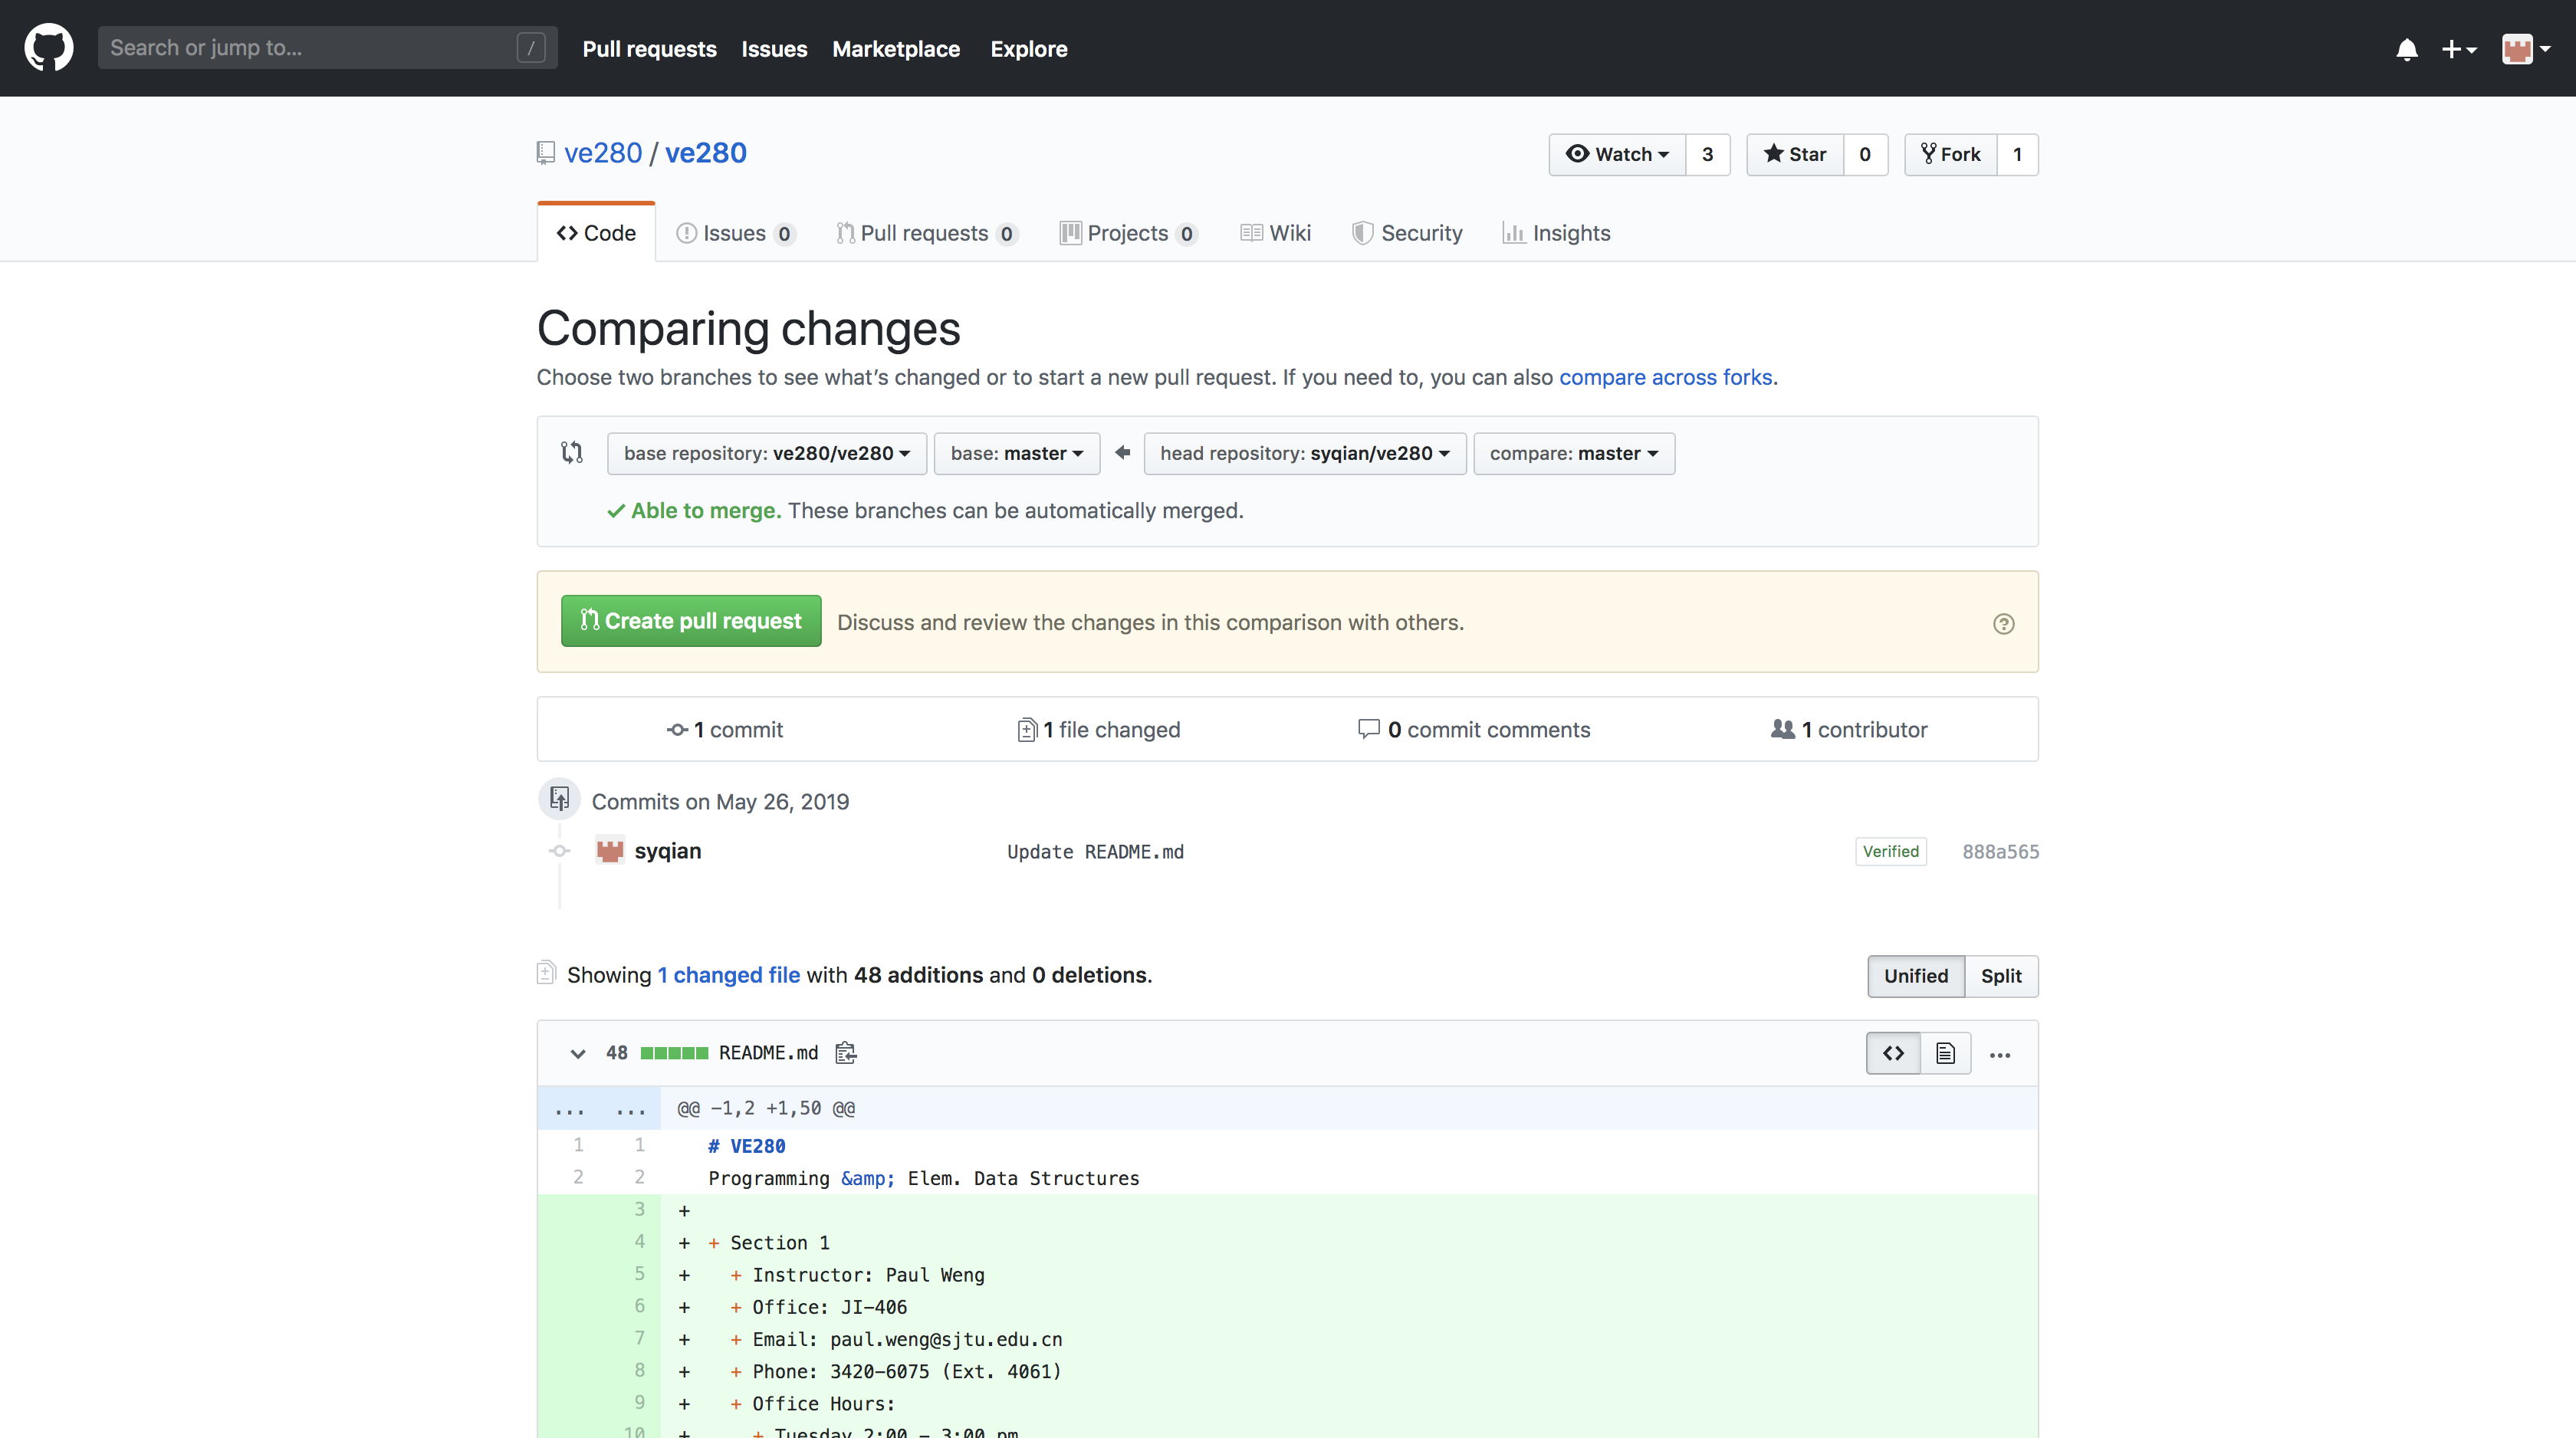 Search or jump to... /
Pull requests Issues Marketplace Explore
ve280 / ve280
Watch 3 Star 0 Fork 1
Code Issues 0 Pull requests 0 Projects 0 Wiki Security Insights
Comparing changes
Choose two branches to see what’s changed or to start a new pull request. If you need to, you can also compare across forks.
base repository: ve280/ve280 base: master head repository: syqian/ve280 compare: master
Able to merge. These branches can be automatically merged.
Create pull request Discuss and review the changes in this comparison with others.
1 commit 1 file changed 0 commit comments 1 contributor
Commits on May 26, 2019
syqian Update README.md Verified 888a565
Showing 1 changed file with 48 additions and 0 deletions.
Unified Split
48 README.md
... ... @@ -1,2 +1,50 @@
1 1 # VE280
2 2 Programming &amp; Elem. Data Structures
3 +
4 + + Section 1
5 + + Instructor: Paul Weng
6 + + Office: JI-406
7 + + Email: paul.weng@sjtu.edu.cn
8 + + Phone: 3420-6075 (Ext. 4061)
9 + + Office Hours:
10 + + Tuesday 2:00 - 3:00 pm